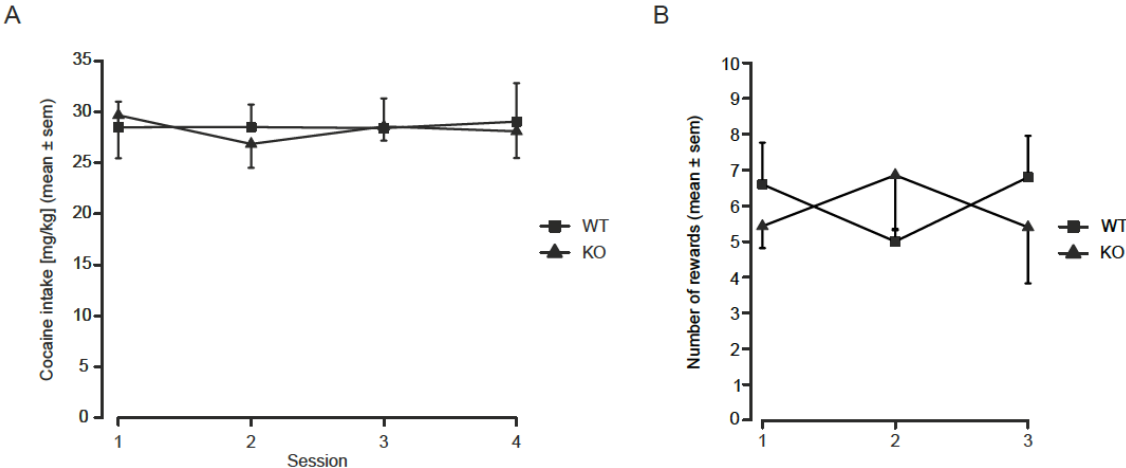 A
Cocaine intake [mg/kg] (mean ± sem)
35
30
25
20
15
10
5
0
1 2 3 4
Session
WT
KO
B
Number of rewards (mean ± sem)
10
9
8
7
6
5
4
3
2
1
0
1 2 3
WT
KO